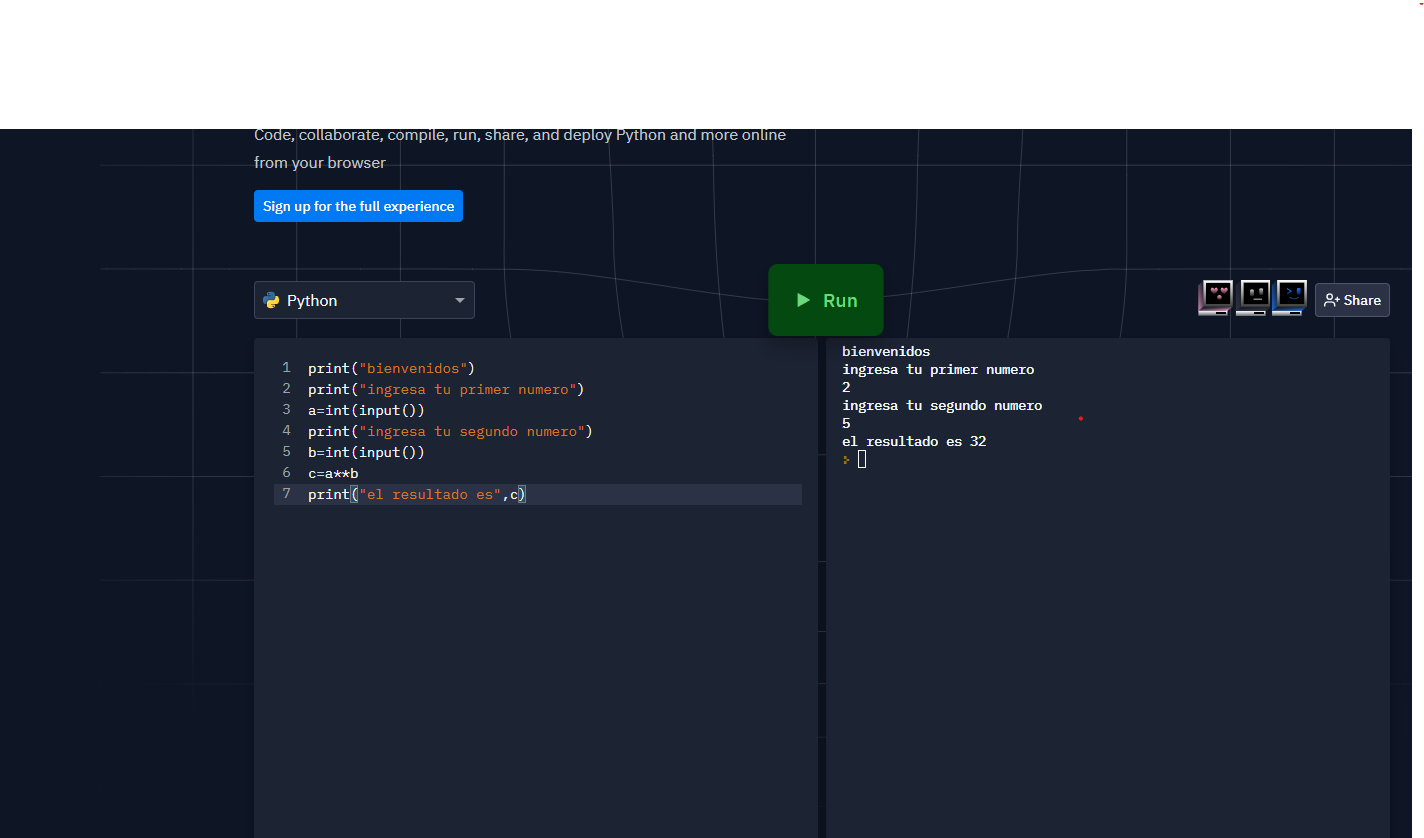 Code, collaborate, compile, run, share, and deploy Python and more online
from your browser
Sign up for the full experience
Python
Run
Share
1 print("bienvenidos")
2 print("ingresa tu primer numero")
3 a=int(input())
4 print("ingresa tu segundo numero")
5 b=int(input())
6 c=a**b
7 print("el resultado es",c)
bienvenidos
ingresa tu primer numero
2
ingresa tu segundo numero
5
el resultado es 32